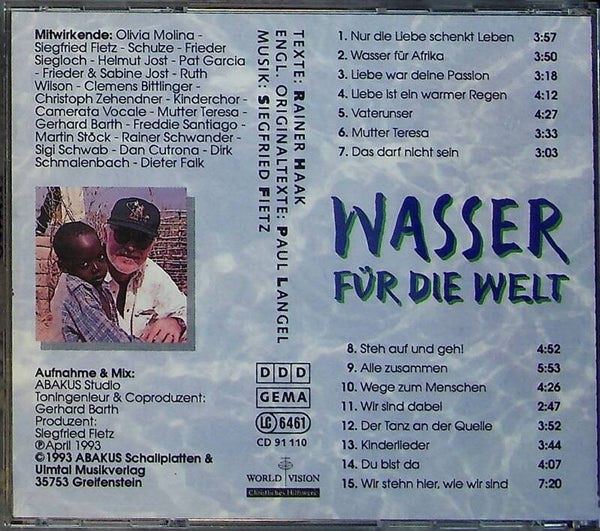 Mitwirkende: Olivia Molina -
Siegfried Fietz - Schulze - Frieder
Siegloch - Helmut Jost - Pat Garcia
- Frieder & Sabine Jost - Ruth
Wilson - Clemens Bittlinger -
Christoph Zehendner - Kinderchor -
Camerata Vocale - Mutter Teresa -
Gerhard Barth - Freddie Santiago -
Martin Stöck - Rainer Schwander -
Sigi Schwab - Dan Cutrona - Dirk
Schmalenbach - Dieter Falk
TEXTE: RAINER HAAK
ENGL. ORIGINALTEXTE: PAUL LANGEL
MUSIK: SIEGFRIED FIETZ
1. Nur die Liebe schenkt Leben 3:57
2. Wasser für Afrika 3:50
3. Liebe war deine Passion 3:18
4. Liebe ist ein warmer Regen 4:12
5. Vaterunser 4:27
6. Mutter Teresa 3:33
7. Das darf nicht sein 3:03
WASSER
FÜR DIE WELT
8. Steh auf und geh! 4:52
9. Alle zusammen 5:53
10. Wege zum Menschen 4:26
11. Wir sind dabei 2:47
12. Der Tanz an der Quelle 3:52
13. Kinderlieder 3:44
14. Du bist da 4:07
15. Wir stehn hier, wie wir sind 7:20
Aufnahme & Mix:
ABAKUS Studio
Toningenieur & Coproduzent:
Gerhard Barth
Produzent:
Siegfried Fietz
℗April 1993
©1993 ABAKUS Schallplatten &
Ulmtal Musikverlag
35753 Greifenstein
DDD
GEMA
LC 6461
CD 91 110
WORLD VISION
Christliches Hilfswerk